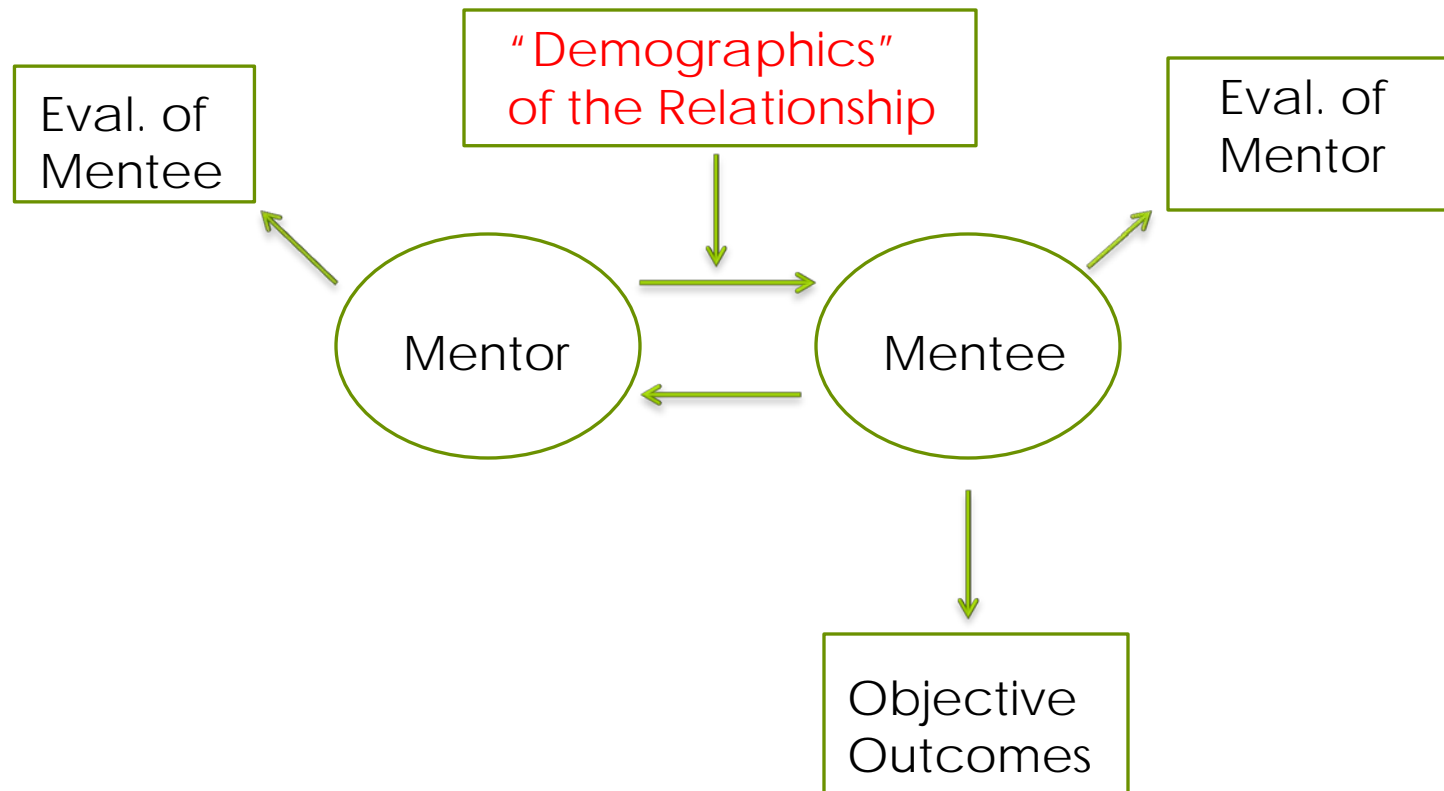 “Demographics”
of the Relationship
Eval. of
Mentee
Eval. of
Mentor
Mentor
Mentee
Objective
Outcomes